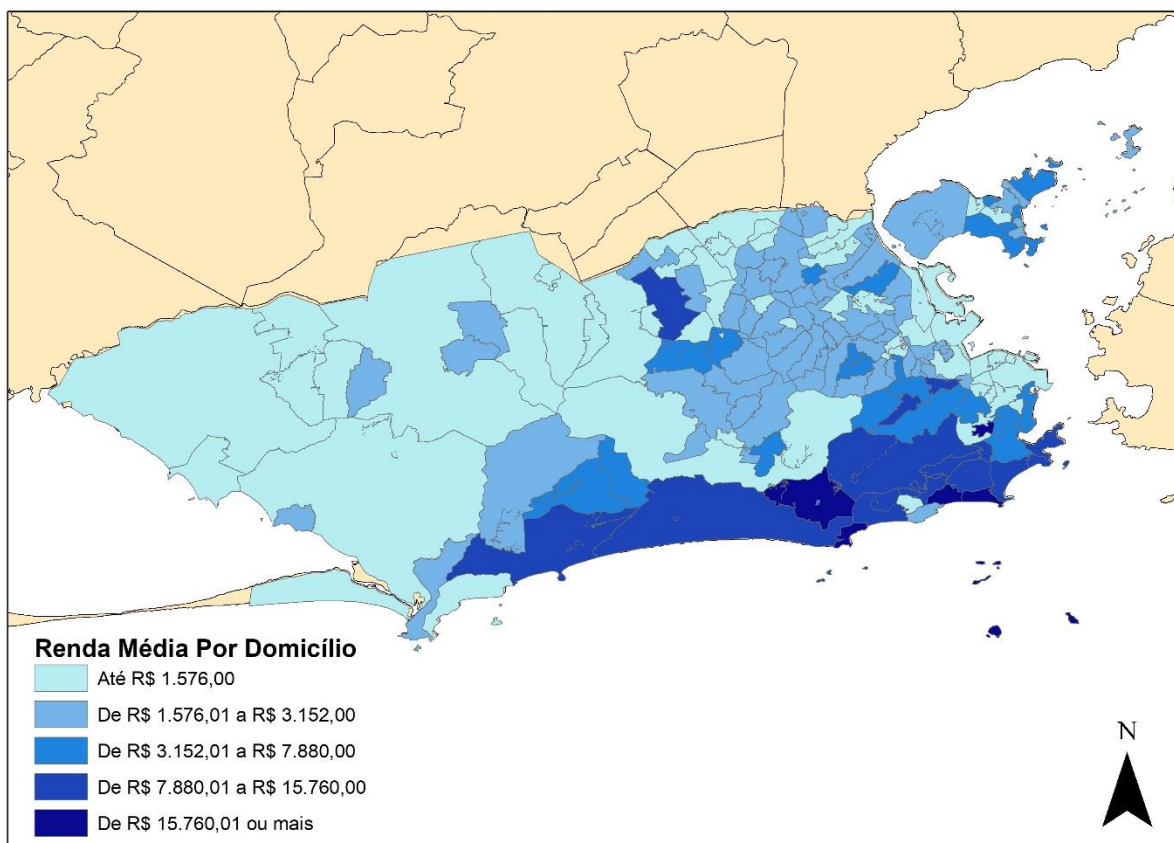 Renda Média Por Domicílio
Até R$ 1.576,00
De R$ 1.576,01 a R$ 3.152,00
De R$ 3.152,01 a R$ 7.880,00
De R$ 7.880,01 a R$ 15.760,00
De R$ 15.760,01 ou mais
N